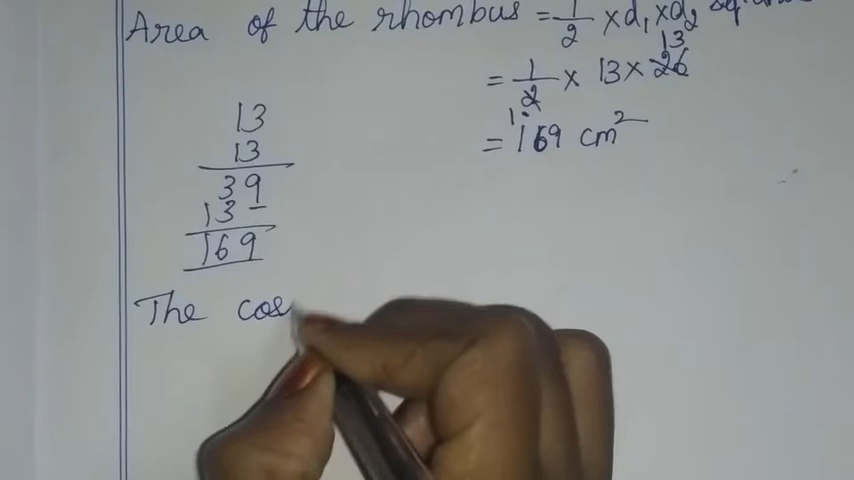 Area of the rhombus = 1/2 × d₁ × d₂
13
= 1/2 × 13 × 26
1
= 169 cm²
13
13
39
13 –
169
The cos